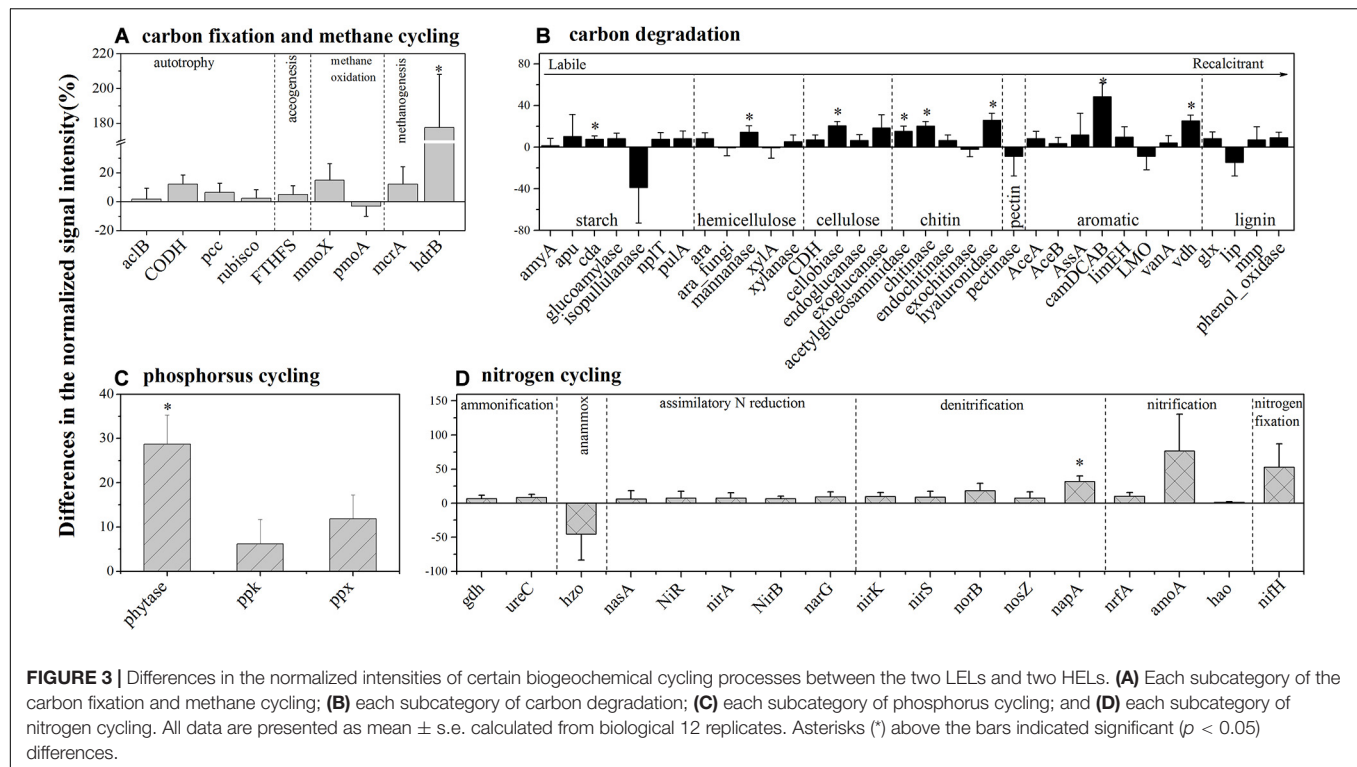 Differences in the normalized signal intensity(%)
A carbon fixation and methane cycling
220
200
180
20
10
0
-20
autotrophy
aceogenesis
methane
oxidation
methanogenesis
*
aclB
CODH
pcc
rubisco
FTHFS
mmoX
pmoA
mcrA
hdrB
B carbon degradation
80
40
0
-40
-80
Labile
Recalcitrant
* * * * * * * *
starch
hemicellulose
cellulose
chitin
pectin
aromatic
lignin
amyA
apu
cda
glucoamylase
isopullulanase
nplT
pulA
ara
ara_fungi
mannanase
xylA
xylanase
CDH
cellobiase
endoglucanase
exoglucanase
acetylglucosaminidase
chitinase
endochitinase
exochitinase
hyaluronidase
pectinase
AceA
AceB
AssA
camDCAB
limEH
LMO
vanA
vdh
glx
lip
mnp
phenol_oxidase
C phosphorsus cycling
40
30
20
10
0
*
phytase
ppk
ppx
D nitrogen cycling
150
100
50
0
-50
-100
ammonification
anammox
assimilatory N reduction
denitrification
nitrification
nitrogen
fixation
*
gdh
ureC
hzo
nasA
NiR
nirA
NirB
narG
nirK
nirS
norB
nosZ
napA
nrfA
amoA
hao
nifH
FIGURE 3 | Differences in the normalized intensities of certain biogeochemical cycling processes between the two LELs and two HELs. (A) Each subcategory of the
carbon fixation and methane cycling; (B) each subcategory of carbon degradation; (C) each subcategory of phosphorus cycling; and (D) each subcategory of
nitrogen cycling. All data are presented as mean ± s.e. calculated from biological 12 replicates. Asterisks (*) above the bars indicated significant (p < 0.05)
differences.